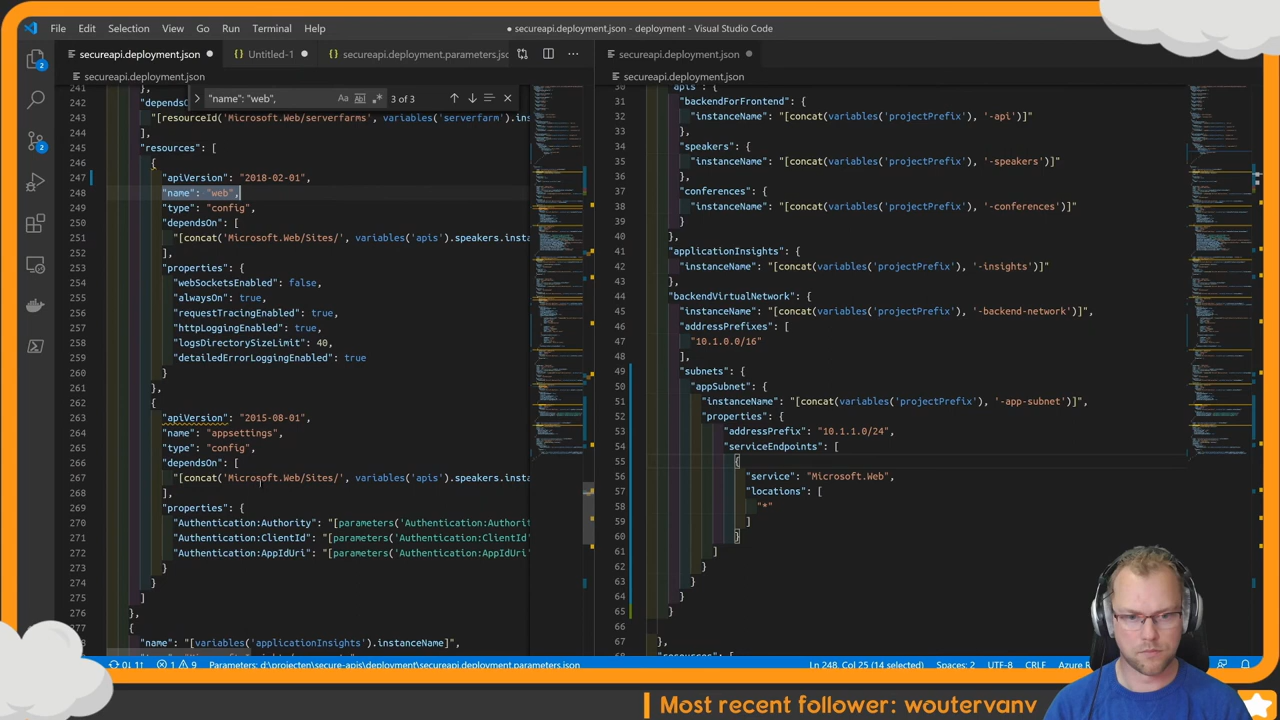 File Edit Selection View Go Run Terminal Help
● secureapi.deployment.json - deployment - Visual Studio Code
secureapi.deployment.json ●
{} Untitled-1 ●
{} secureapi.deployment.parameters.jsc
secureapi.deployment.json
"name": "web",
Aa
3 of 3
241 },
242 "dependsO
243 "[resourceId('Microsoft.Web/serverfarms', variables('serverfarm').ins
244 ],
245 "resources": [
246 {
247 "apiVersion": "2018-02-01",
248 "name": "web",
249 "type": "config",
250 "dependsOn": [
251 "[concat('Microsoft.Web/Sites/', variables('apis').speakers.insta
252 ],
253 "properties": {
254 "webSocketsEnabled": false,
255 "alwaysOn": true,
256 "requestTracingEnabled": true,
257 "httpLoggingEnabled": true,
258 "logsDirectorySizeLimit": 40,
259 "detailedErrorLoggingEnabled": true
260 }
261 },
262 {
263 "apiVersion": "2015-08-01",
264 "name": "appsettings",
265 "type": "config",
266 "dependsOn": [
267 "[concat('Microsoft.Web/Sites/', variables('apis').speakers.insta
268 ],
269 "properties": {
270 "Authentication:Authority": "[parameters('Authentication:Authorit
271 "Authentication:ClientId": "[parameters('Authentication:ClientId'
272 "Authentication:AppIdUri": "[parameters('Authentication:AppIdUri'
273 }
274 }
275 ]
276 },
277 {
278 "name": "[variables('applicationInsights').instanceName]",
secureapi.deployment.json ●
secureapi.deployment.json
30 "apis": {
31 "backendForFrontend": {
32 "instanceName": "[concat(variables('projectPrefix'), '-api')]"
33 },
34 "speakers": {
35 "instanceName": "[concat(variables('projectPrefix'), '-speakers')]"
36 },
37 "conferences": {
38 "instanceName": "[concat(variables('projectPrefix'), '-conferences')]"
39 }
40 },
41 "applicationInsights": {
42 "instanceName": "[concat(variables('projectPrefix'), '-insights')]"
43 },
44 "backendVirtualNetwork": {
45 "instanceName": "[concat(variables('projectPrefix'), '-backend-network')]",
46 "addressPrefixes": [
47 "10.1.0.0/16"
48 ],
49 "subnets": {
50 "appSubnet": {
51 "instanceName": "[concat(variables('projectPrefix'), '-app-subnet')]",
52 "properties": {
53 "addressPrefix": "10.1.1.0/24",
54 "serviceEndpoints": [
55 {
56 "service": "Microsoft.Web",
57 "locations": [
58 "*"
59 ]
60 }
61 ]
62 }
63 }
64 }
65 }
66
67 },
68 "resources": [
0↓ 1↑ 1 9 Parameters: d:\projecten\secure-apis\deployment\secureapi.deployment.parameters.json
Ln 248, Col 25 (14 selected) Spaces: 2 UTF-8 CRLF Azure R
Most recent follower: woutervanv